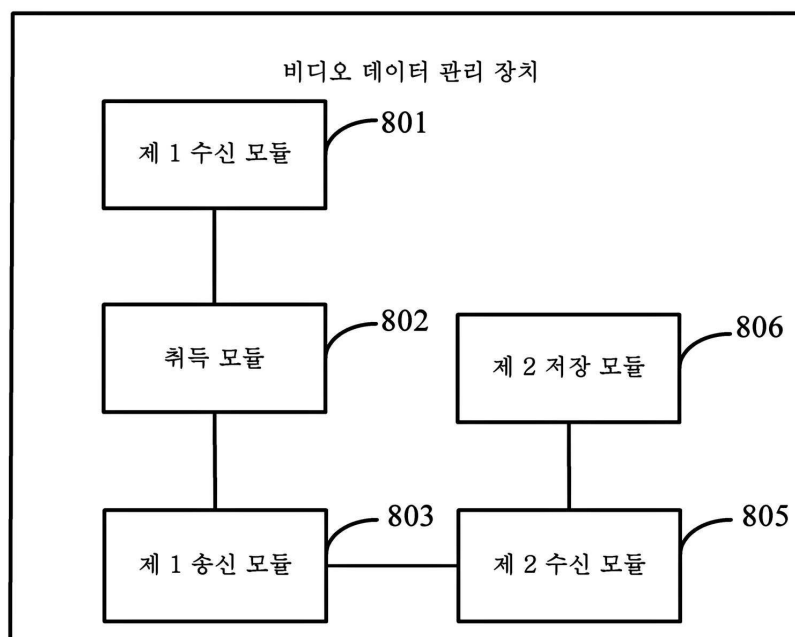 비디오 데이터 관리 장치
801
제 1 수신 모듈
802
취득 모듈
806
제 2 저장 모듈
803
제 1 송신 모듈
805
제 2 수신 모듈